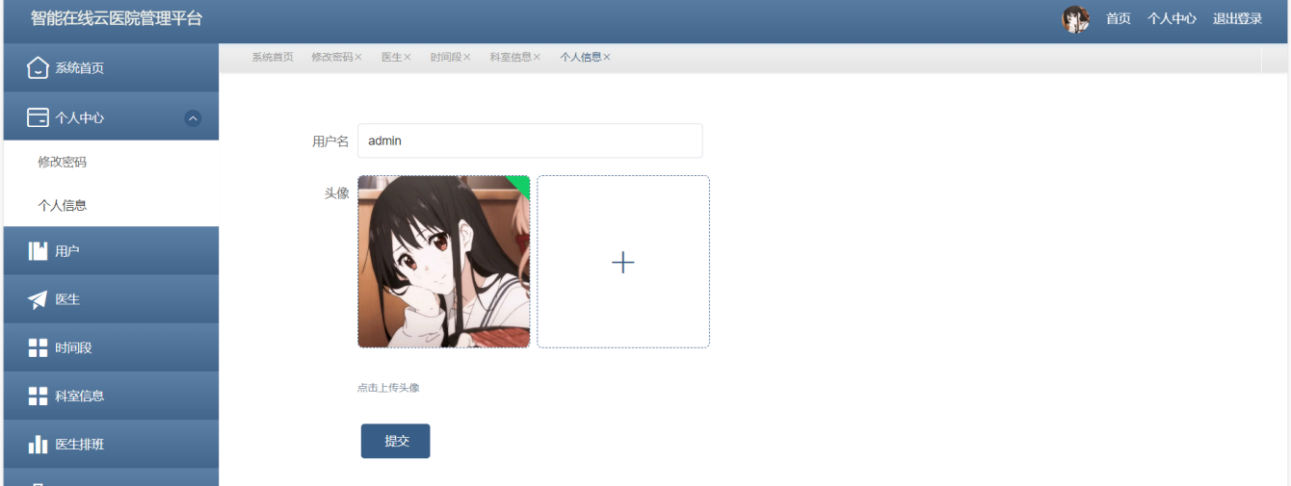 智能在线云医院管理平台
首页 个人中心 退出登录
系统首页
系统首页 修改密码× 医生× 时间段× 科室信息× 个人信息×
个人中心
修改密码
个人信息
用户
医生
时间段
科室信息
医生排班
用户名 admin
头像
点击上传头像
提交